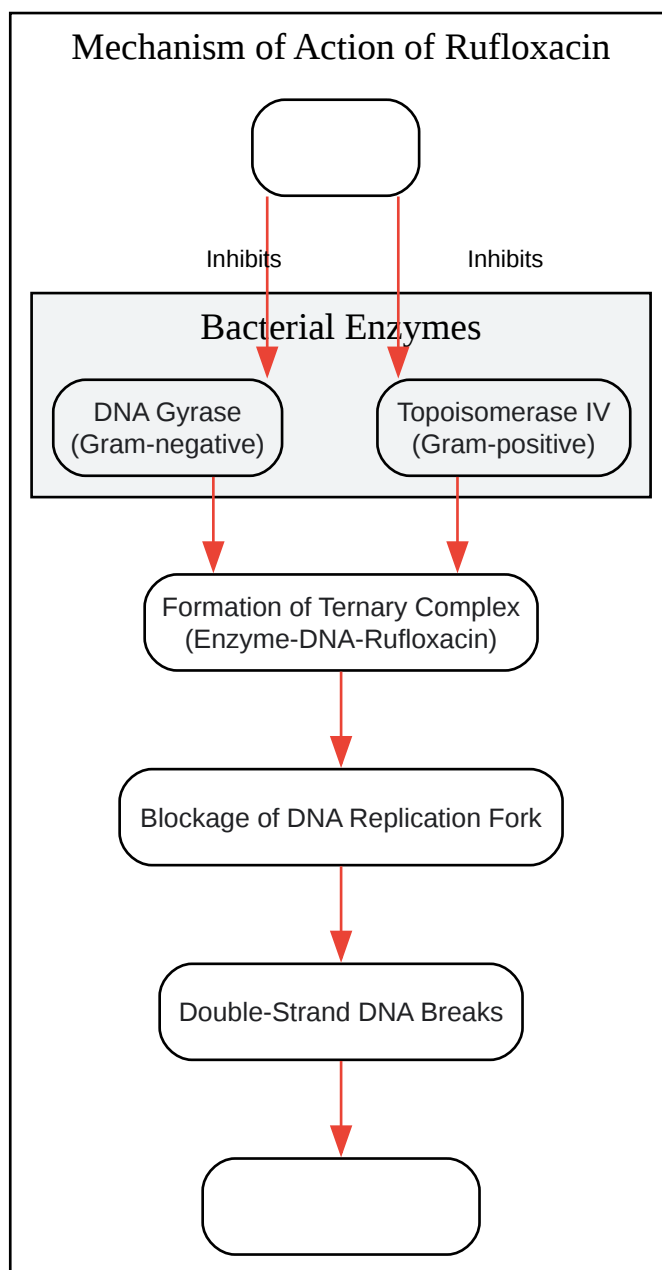 Mechanism of Action of Rufloxacin
Inhibits
Inhibits
Bacterial Enzymes
DNA Gyrase
(Gram-negative)
Topoisomerase IV
(Gram-positive)
Formation of Ternary Complex
(Enzyme-DNA-Rufloxacin)
Blockage of DNA Replication Fork
Double-Strand DNA Breaks